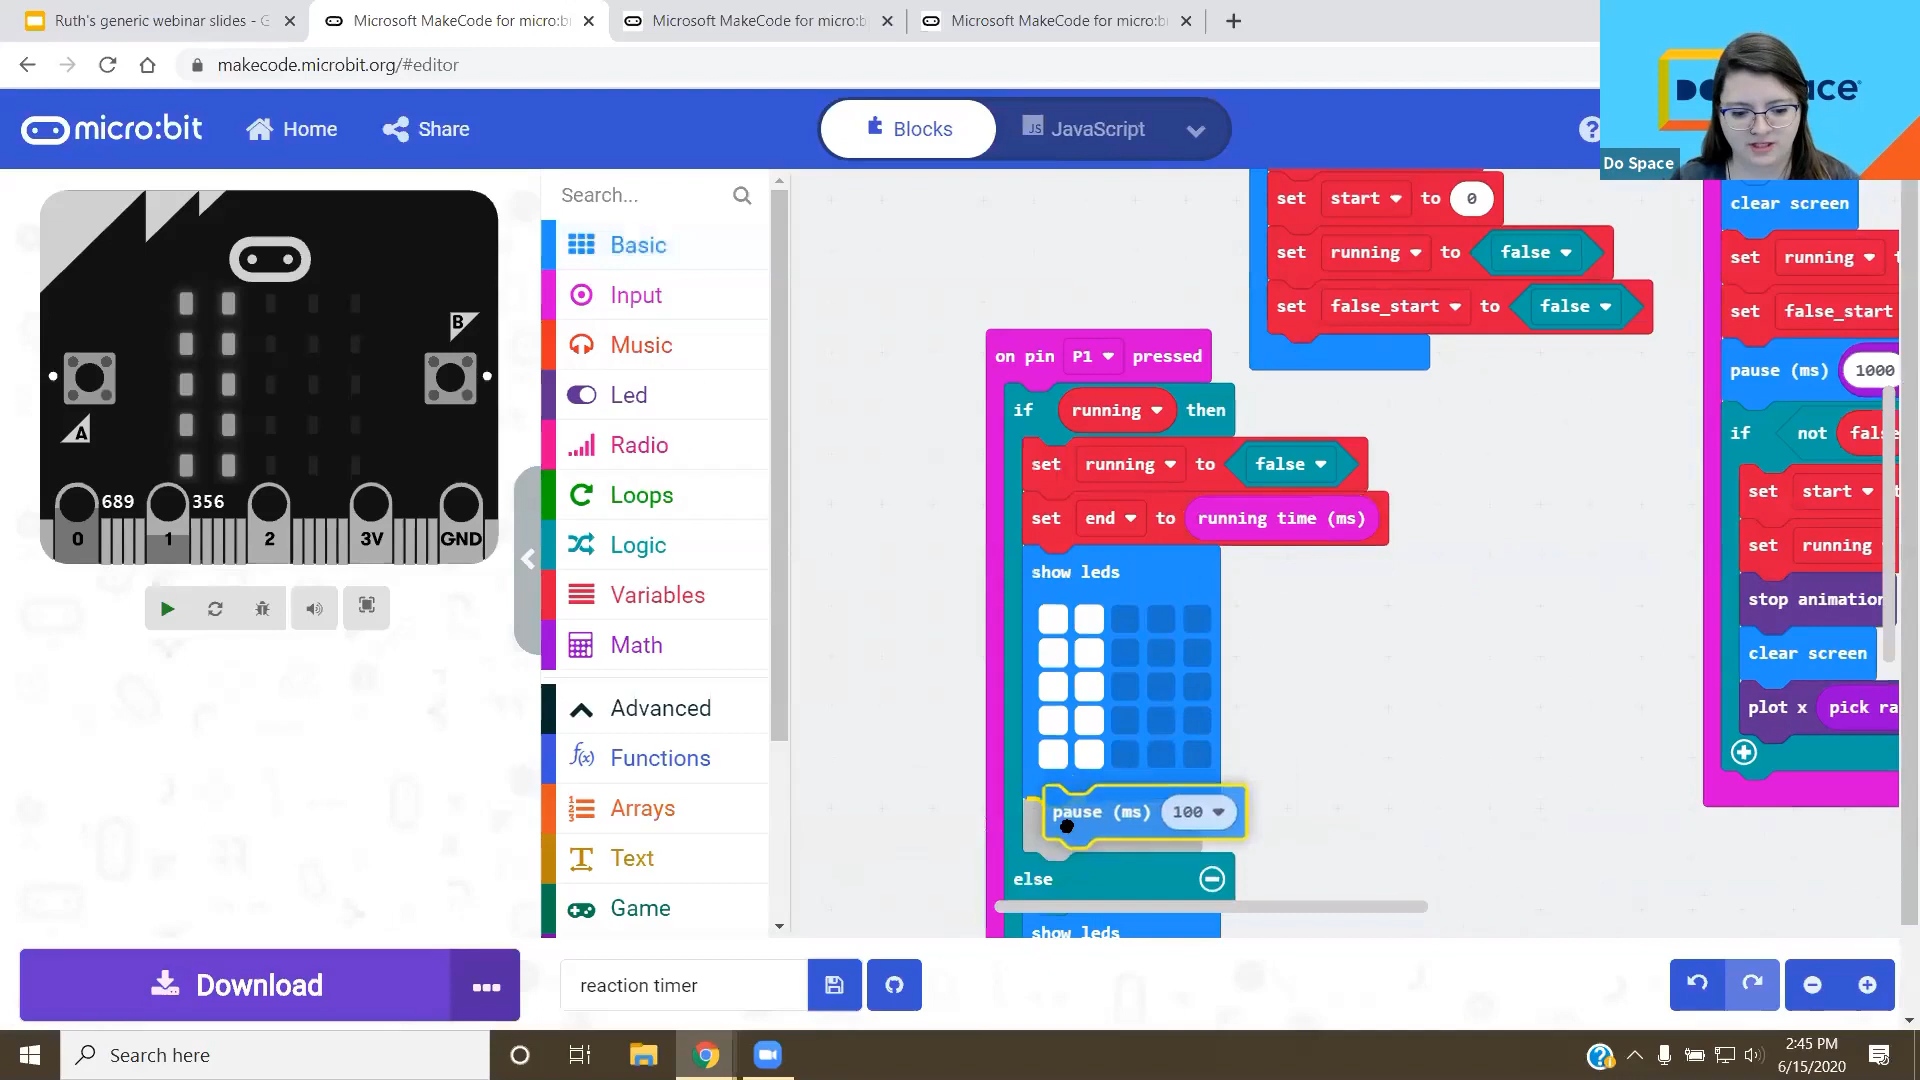 Ruth's generic webinar slides - G
Microsoft MakeCode for micro:b
Microsoft MakeCode for micro:b
Microsoft MakeCode for micro:b
makecode.microbit.org/#editor
micro:bit
Home
Share
Blocks
JS
JavaScript
?
Do Space
Search...
Basic
Input
Music
Led
Radio
Loops
Logic
Variables
Math
Advanced
f(x) Functions
Arrays
Text
Game
A
B
689
356
0
1
2
3V
GND
set start to 0
set running to false
set false_start to false
on pin P1 pressed
if running then
set running to false
set end to running time (ms)
show leds
pause (ms) 100
else
show leds
clear screen
set running
set false_start
pause (ms) 1000
if not
set start
set running
stop animation
clear screen
plot x pick
Download
reaction timer
Search here
2:45 PM
6/15/2020